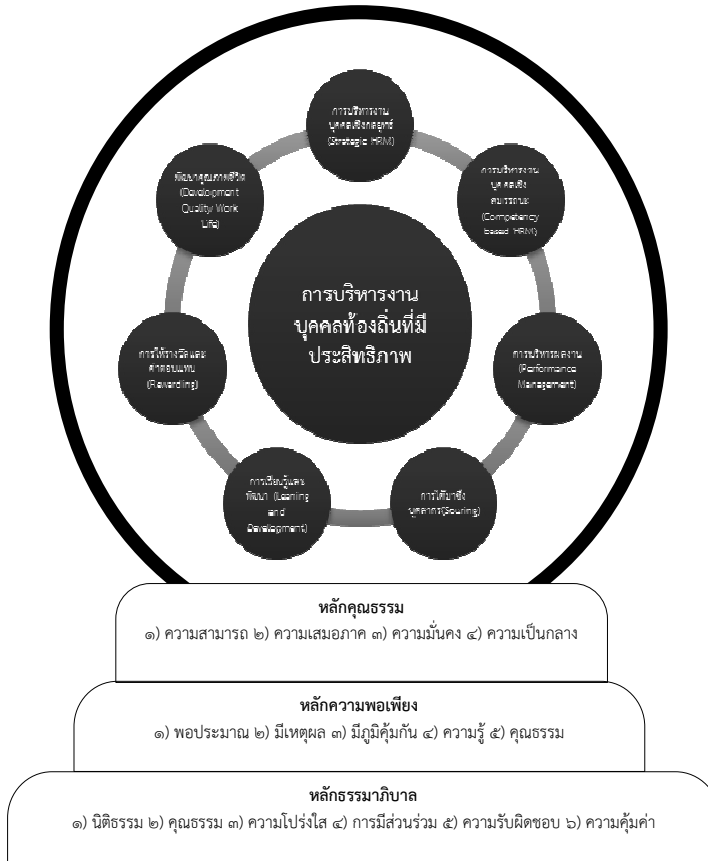 การบริหารงาน
บุคคลเชิงกลยุทธ์
(Strategic HRM)
การบริหารงาน
บุคคลเชิง
สมรรถนะ
(Competency
based HRM)
การบริหารผลงาน
(Performance
Management)
การได้มาซึ่ง
บุคลากร(Souring)
การเรียนรู้และ
พัฒนา (Leaning
and
Development)
การให้รางวัลและ
ค่าตอบแทน
(Rewarding)
พัฒนาคุณภาพชีวิต
(Development
Quality Work
Life)
การบริหารงาน
บุคคลท้องถิ่นที่มี
ประสิทธิภาพ
หลักคุณธรรม
๑) ความสามารถ ๒) ความเสมอภาค ๓) ความมั่นคง ๔) ความเป็นกลาง
หลักความพอเพียง
๑) พอประมาณ ๒) มีเหตุผล ๓) มีภูมิคุ้มกัน ๔) ความรู้ ๕) คุณธรรม
หลักธรรมาภิบาล
๑) นิติธรรม ๒) คุณธรรม ๓) ความโปร่งใส ๔) การมีส่วนร่วม ๕) ความรับผิดชอบ ๖) ความคุ้มค่า